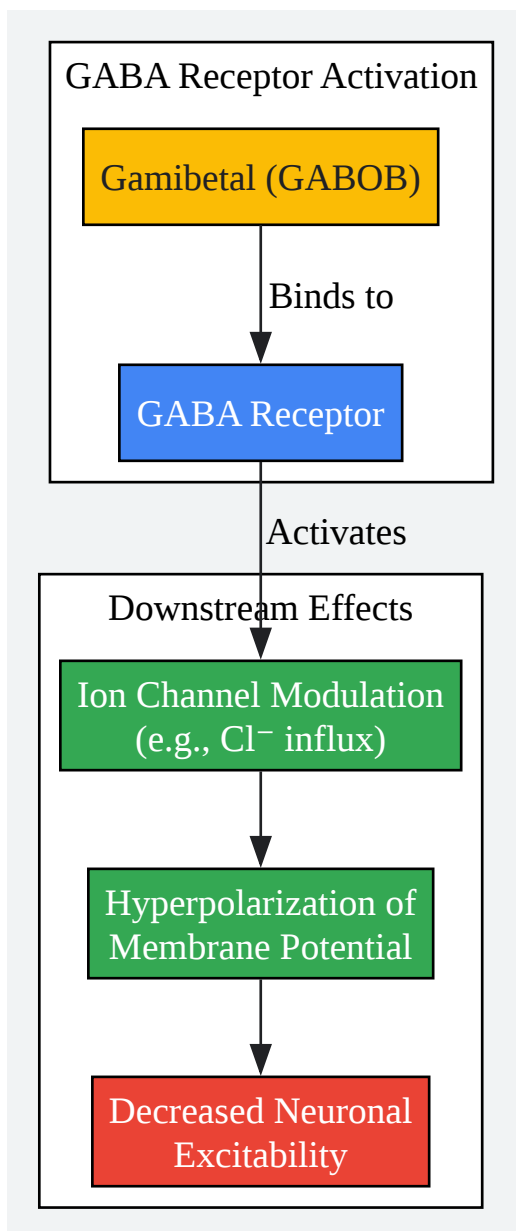 GABA Receptor Activation
Gamibetal (GABOB)
Binds to
GABA Receptor
Activates
Downstream Effects
Ion Channel Modulation
(e.g., Cl⁻ influx)
Hyperpolarization of
Membrane Potential
Decreased Neuronal
Excitability